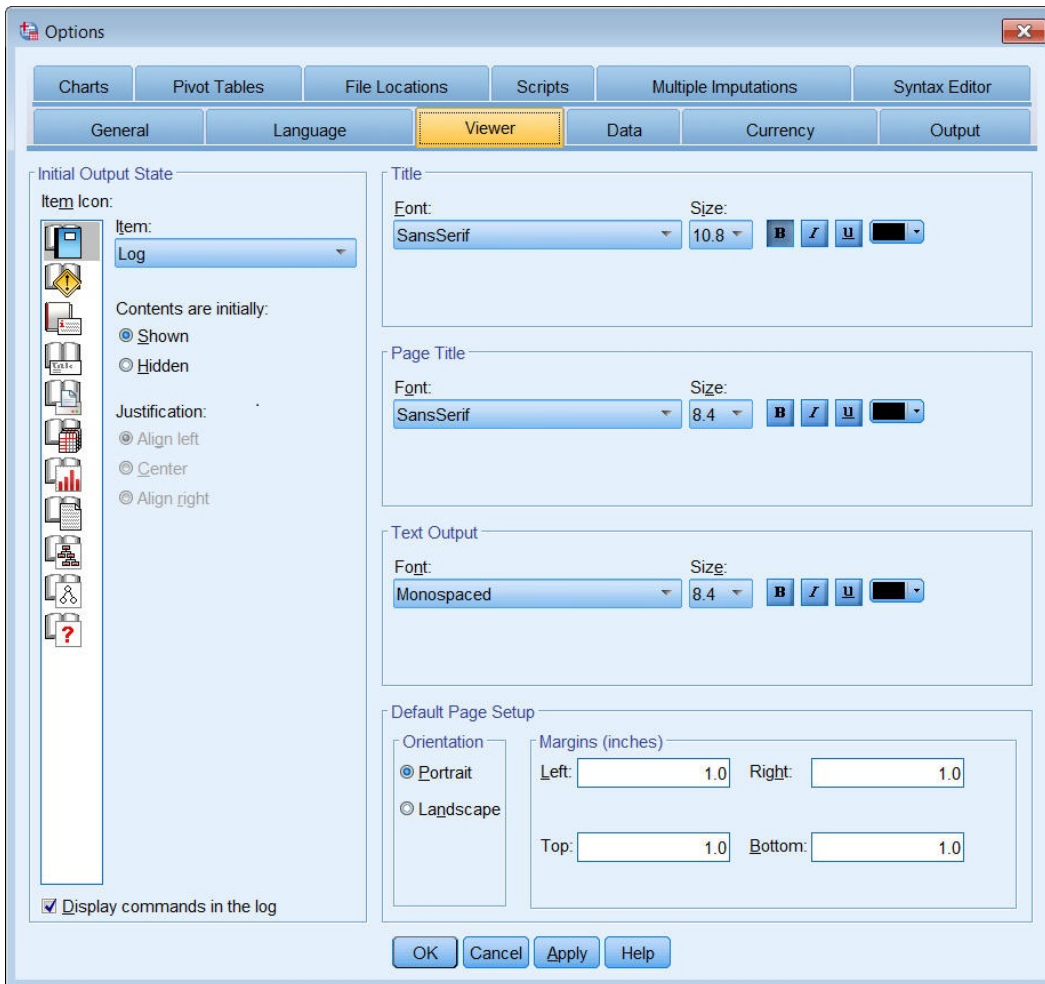 Options
Charts
Pivot Tables
File Locations
Scripts
Multiple Imputations
Syntax Editor
General
Language
Viewer
Data
Currency
Output
Initial Output State
Item Icon:
Item:
Log
Contents are initially:
Shown
Hidden
Justification:
Align left
Center
Align right
Display commands in the log
Title
Font:
Size:
SansSerif
10.8
B
I
U
Page Title
Font:
Size:
SansSerif
8.4
B
I
U
Text Output
Font:
Size:
Monospaced
8.4
B
I
U
Default Page Setup
Orientation
Portrait
Landscape
Margins (inches)
Left:
1.0
Right:
1.0
Top:
1.0
Bottom:
1.0
OK
Cancel
Apply
Help